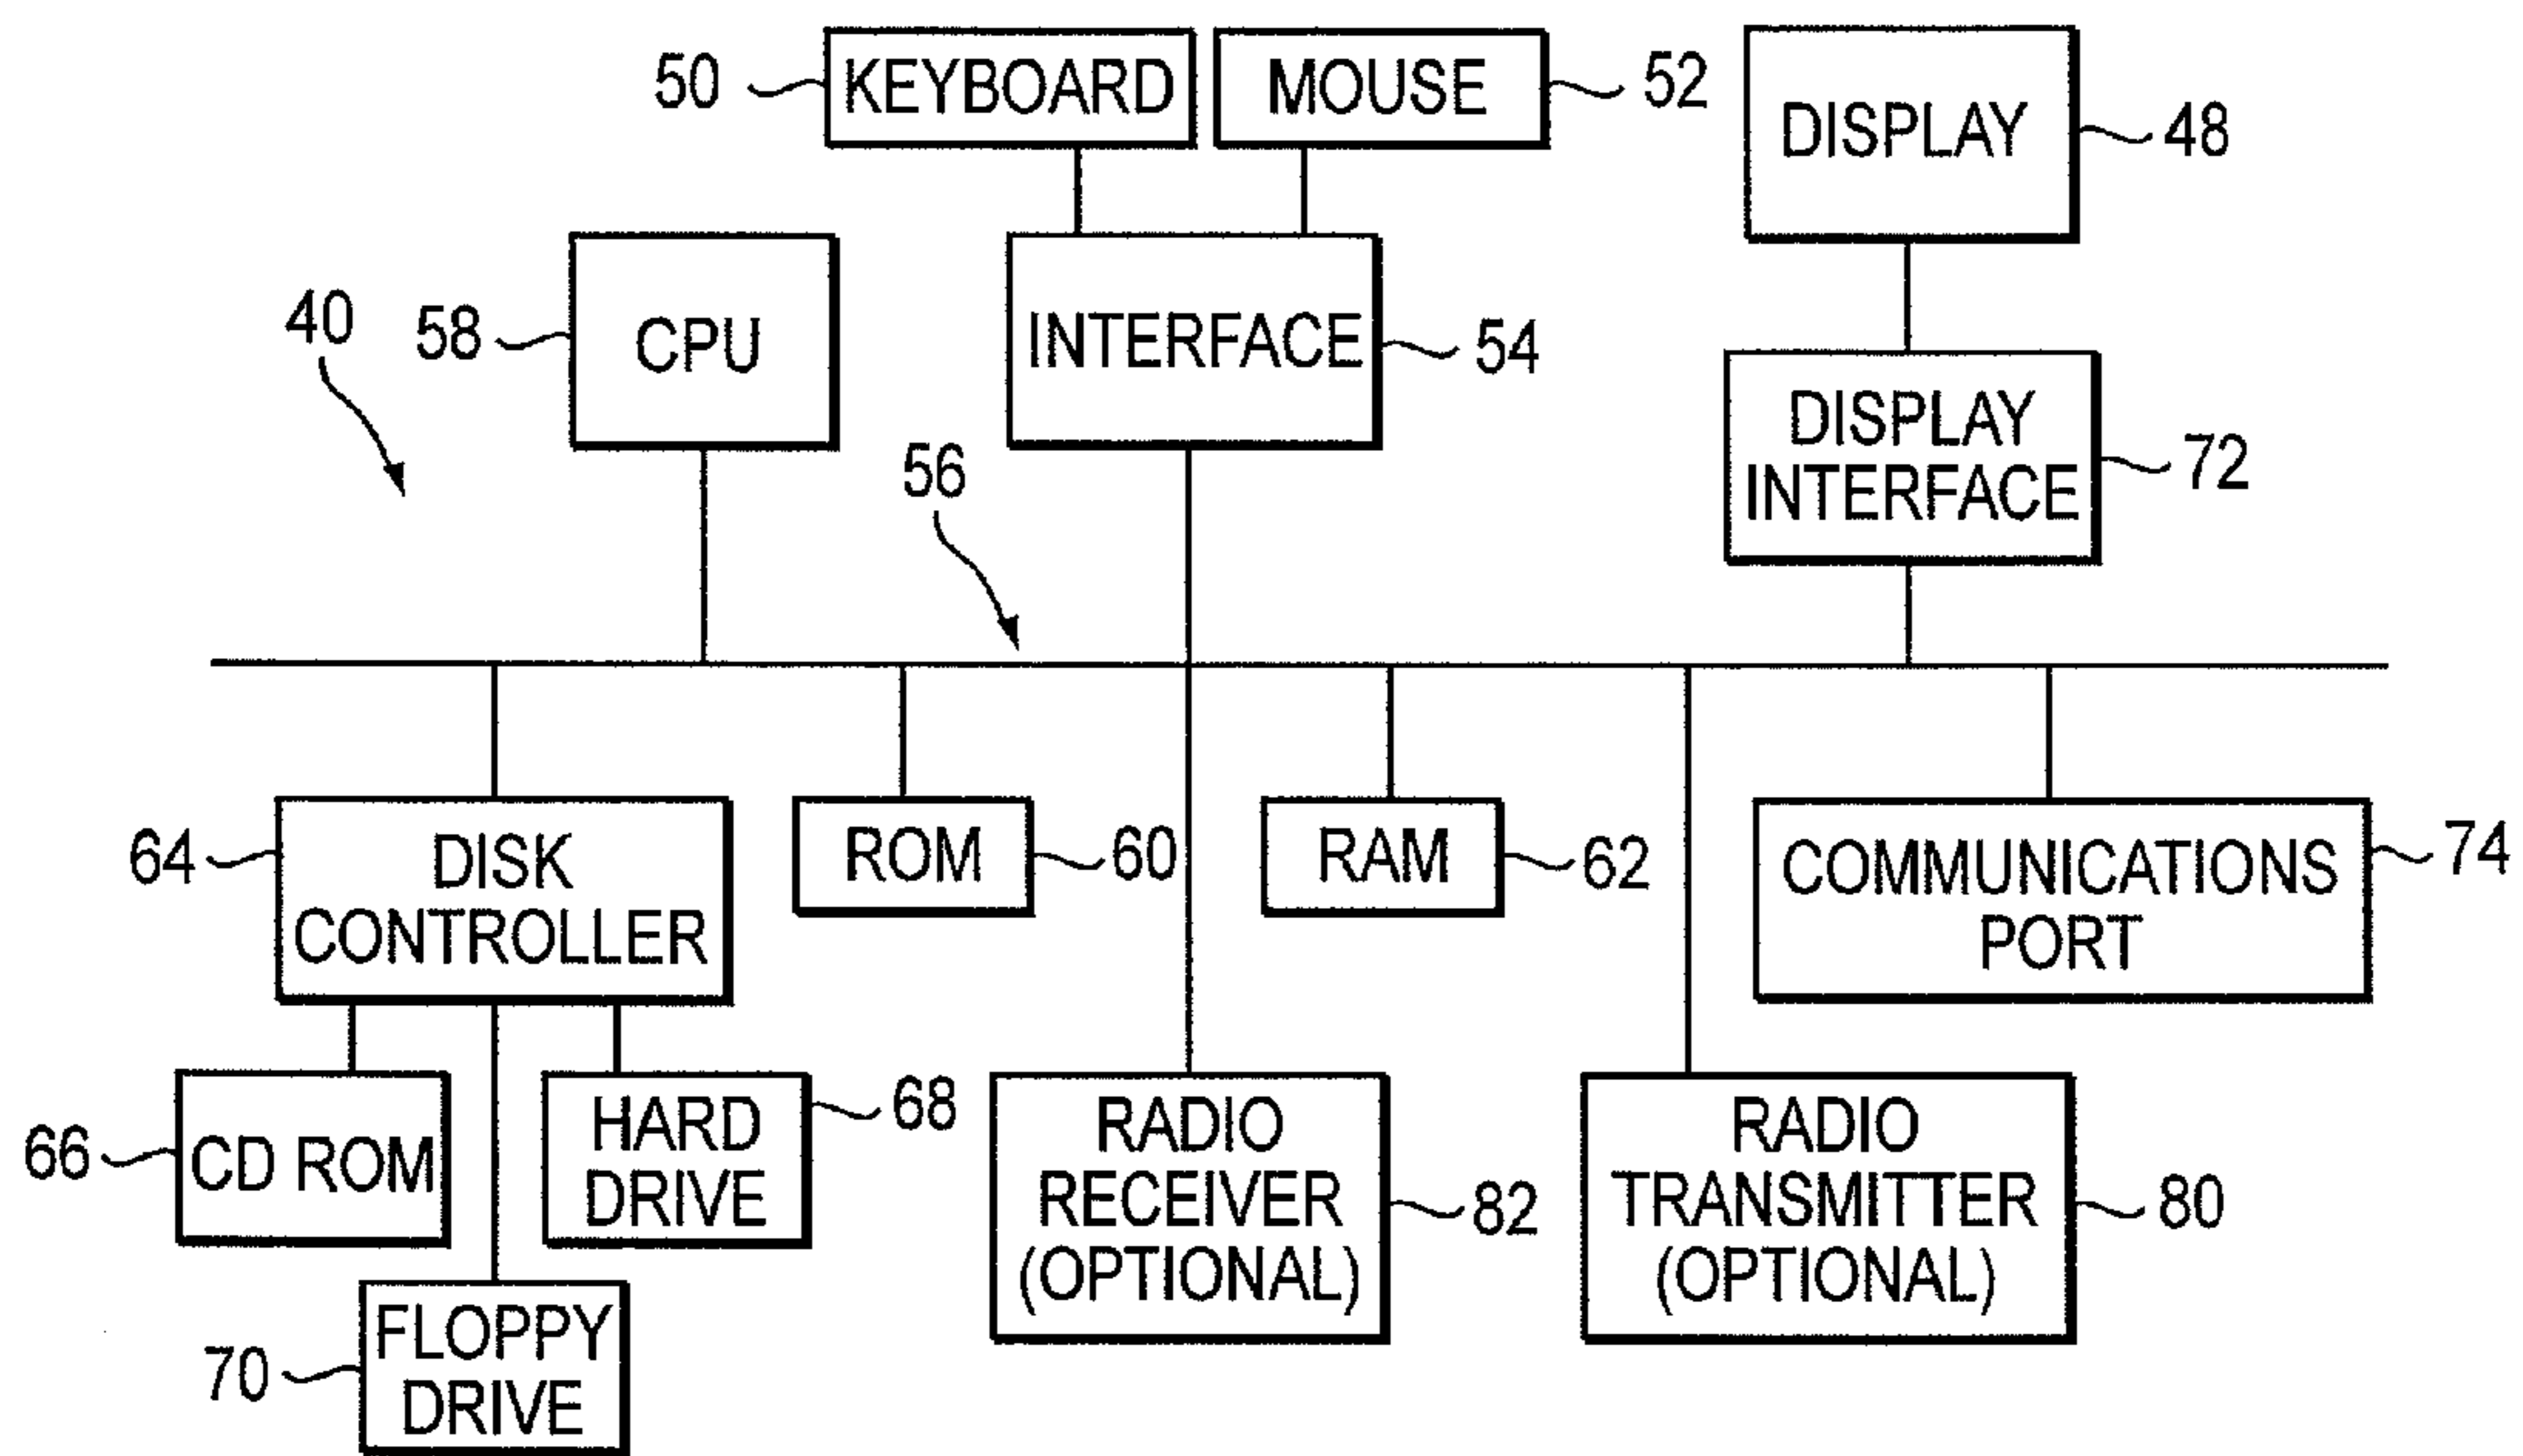 50
KEYBOARD
MOUSE
52
DISPLAY
48
40
58
CPU
INTERFACE
54
DISPLAY
INTERFACE
72
56
64
DISK
CONTROLLER
ROM
60
RAM
62
COMMUNICATIONS
PORT
74
66
CD ROM
HARD
DRIVE
68
RADIO
RECEIVER
(OPTIONAL)
82
RADIO
TRANSMITTER
(OPTIONAL)
80
70
FLOPPY
DRIVE